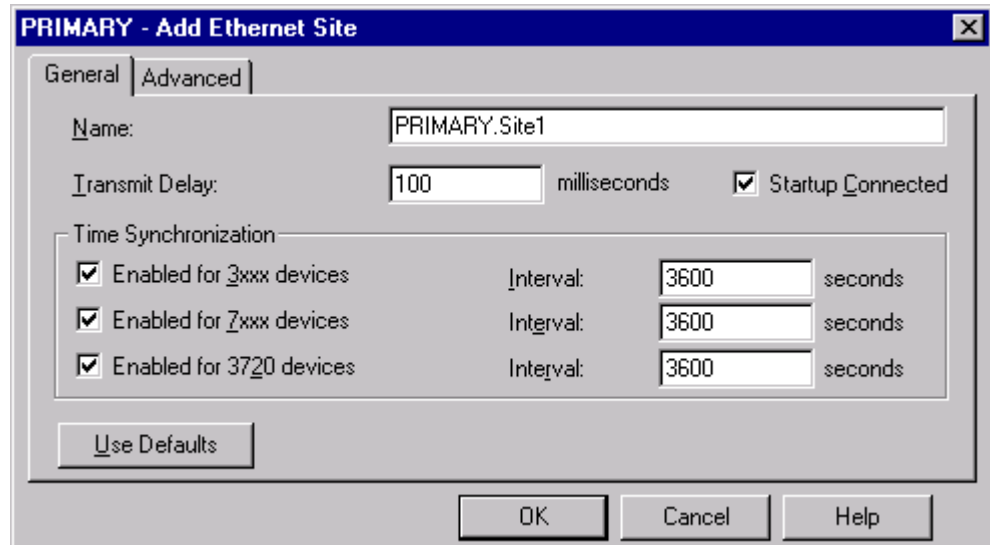 PRIMARY - Add Ethernet Site
General Advanced
Name: PRIMARY.Site1
Transmit Delay: 100 milliseconds Startup Connected
Time Synchronization
Enabled for 3xxx devices Interval: 3600 seconds
Enabled for 7xxx devices Interval: 3600 seconds
Enabled for 3720 devices Interval: 3600 seconds
Use Defaults
OK Cancel Help